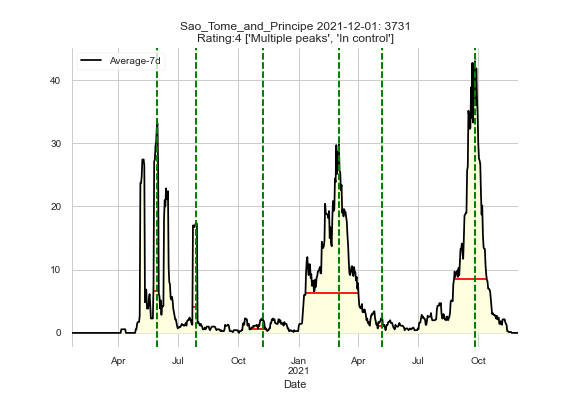 Sao_Tome_and_Principe 2021-12-01: 3731
Rating:4 ['Multiple peaks', 'In control']
Average-7d
40
30
20
10
0
Apr Jul Oct Jan Apr Jul Oct
2021
Date